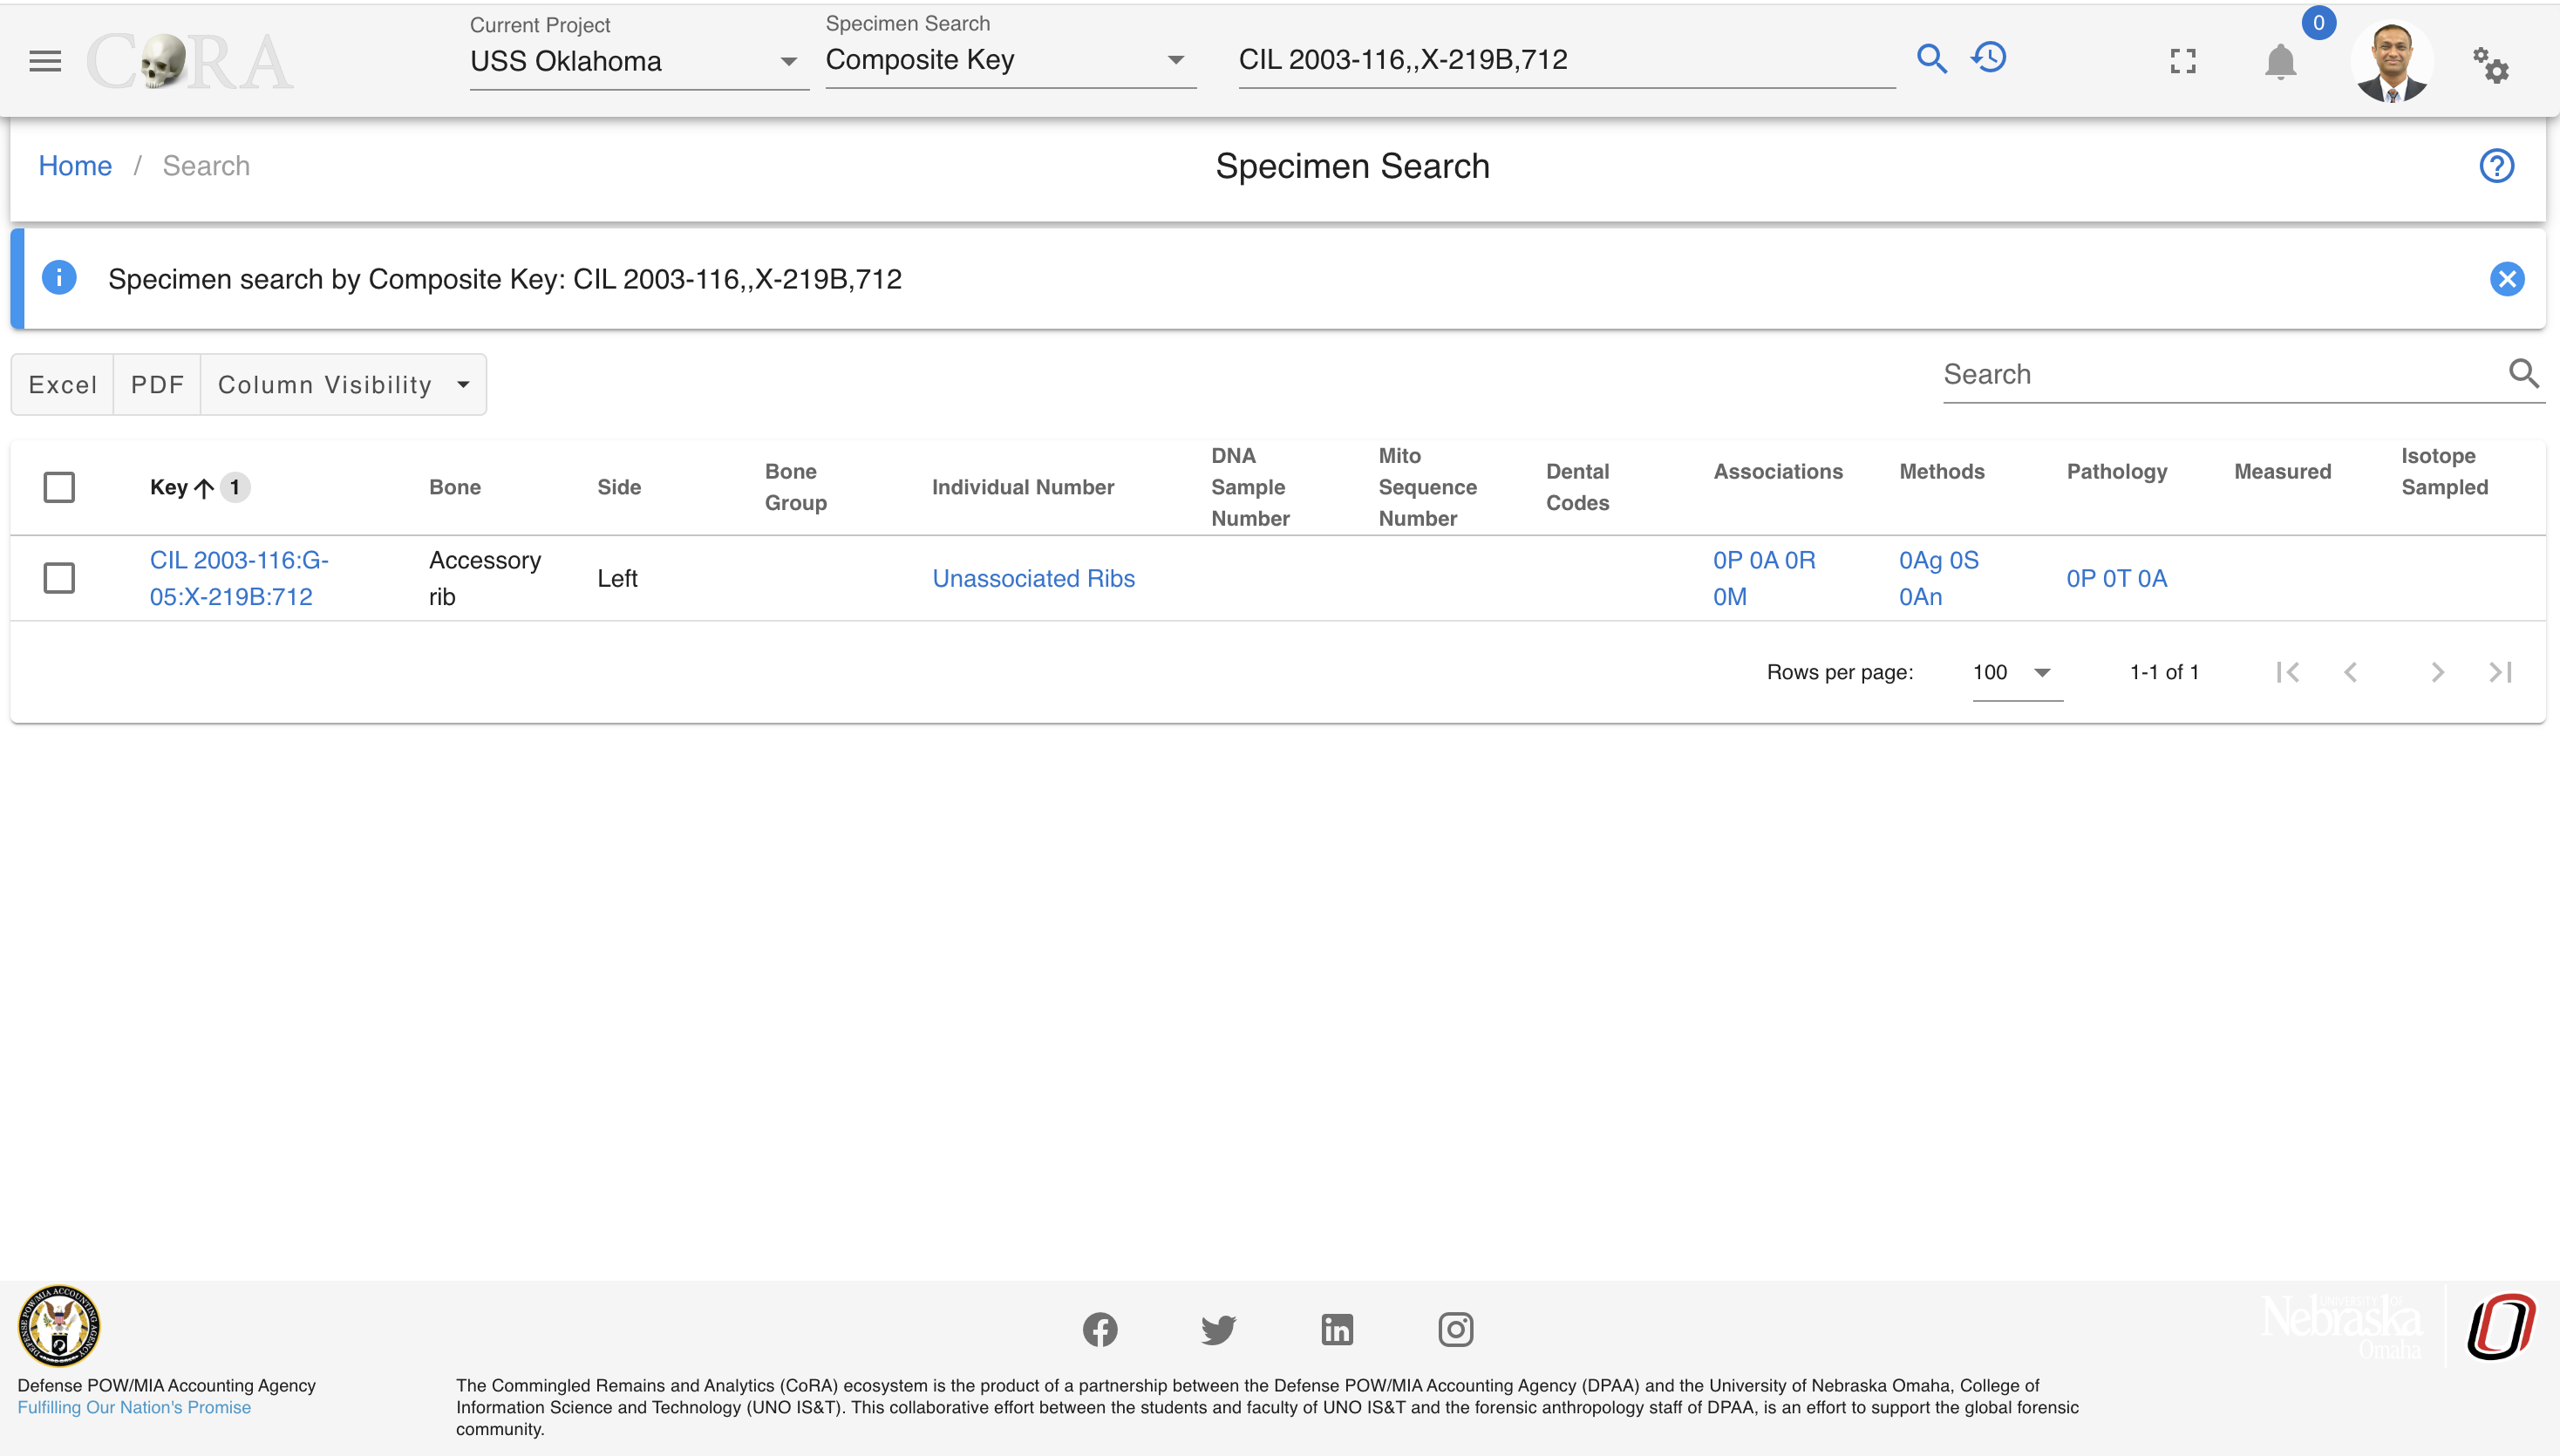 Current Project
USS Oklahoma
Specimen Search
Composite Key
CIL 2003-116,,X-219B,712
0
CORA
Home / Search
Specimen Search
Specimen search by Composite Key: CIL 2003-116,,X-219B,712
Excel
PDF
Column Visibility
Search
Key 1
Bone
Side
Bone
Group
Individual Number
DNA
Sample
Number
Mito
Sequence
Number
Dental
Codes
Associations
Methods
Pathology
Measured
Isotope
Sampled
CIL 2003-116:G-
05:X-219B:712
Accessory
rib
Left
Unassociated Ribs
0P 0A 0R
0M
0Ag 0S
0An
0P 0T 0A
Rows per page:
100
1-1 of 1
DEFENSE POW/MIA ACCOUNTING AGENCY
UNIVERSITY OF
Nebraska
Omaha
Defense POW/MIA Accounting Agency
Fulfilling Our Nation's Promise
The Commingled Remains and Analytics (CoRA) ecosystem is the product of a partnership between the Defense POW/MIA Accounting Agency (DPAA) and the University of Nebraska Omaha, College of
Information Science and Technology (UNO IS&T). This collaborative effort between the students and faculty of UNO IS&T and the forensic anthropology staff of DPAA, is an effort to support the global forensic
community.